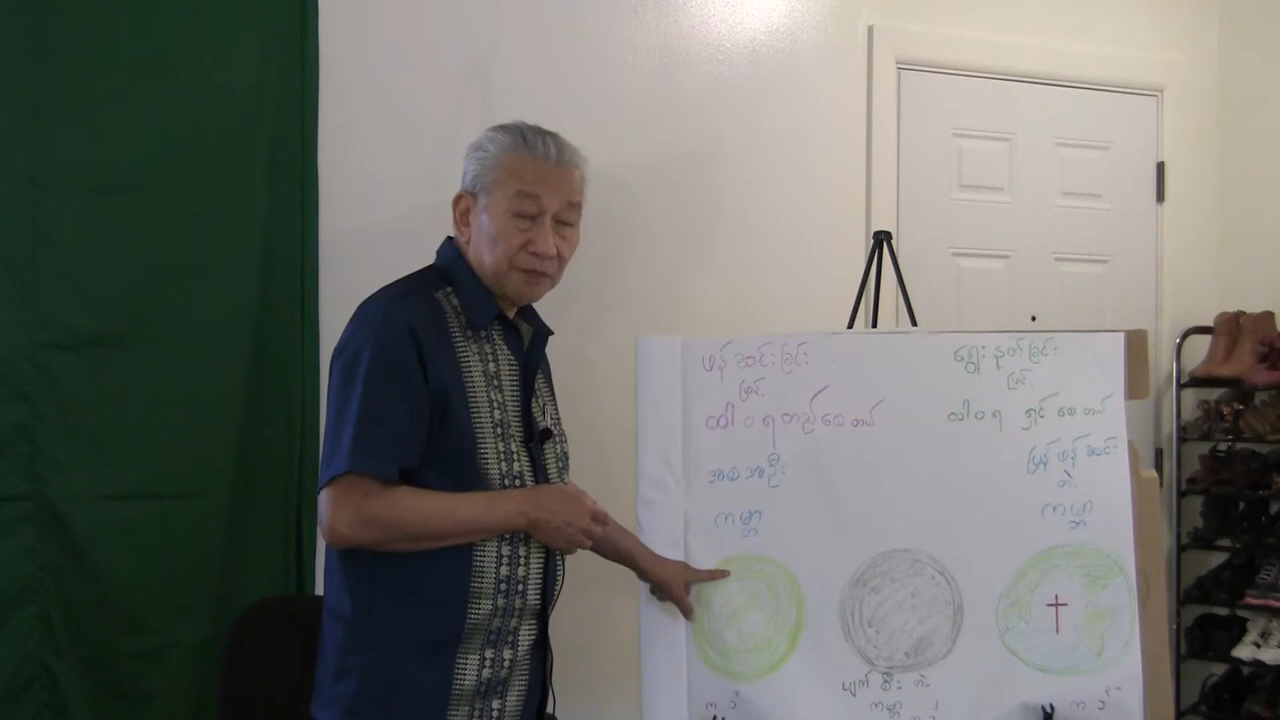 ဖန်ဆင်းခြင်း
ဖြင့်
ထာဝရတည်စေတယ်
အစအဦး
ကမ္ဘာ
ရွေးနုတ်ခြင်း
ဖြင့်
ထာဝရ ရှင်စေတယ်
ပြန်ဖန်ဆင်း
တဲ့
ကမ္ဘာ
ပျက်စီးတဲ့
ကမ္ဘာ